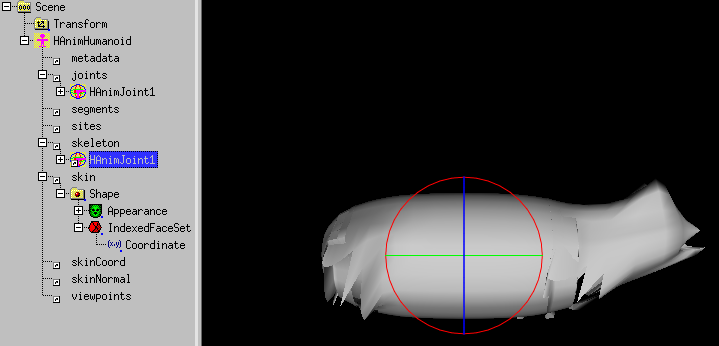 Scene
Transform
HAnimHumanoid
metadata
joints
HAnimJoint1
segments
sites
skeleton
HAnimJoint1
skin
Shape
Appearance
IndexedFaceSet
(x,y) Coordinate
skinCoord
skinNormal
viewpoints